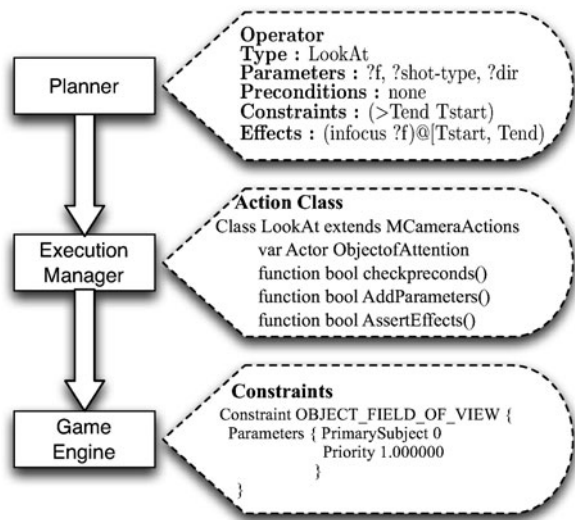 Planner
Operator
Type : LookAt
Parameters : ?f, ?shot-type, ?dir
Preconditions : none
Constraints : (>Tend Tstart)
Effects : (infocus ?f)@[Tstart, Tend)
Execution
Manager
Action Class
Class LookAt extends MCameraActions
var Actor ObjectofAttention
function bool checkpreconds()
function bool AddParameters()
function bool AssertEffects()
Game
Engine
Constraints
Constraint OBJECT_FIELD_OF_VIEW {
Parameters { PrimarySubject 0
Priority 1.000000
}
}